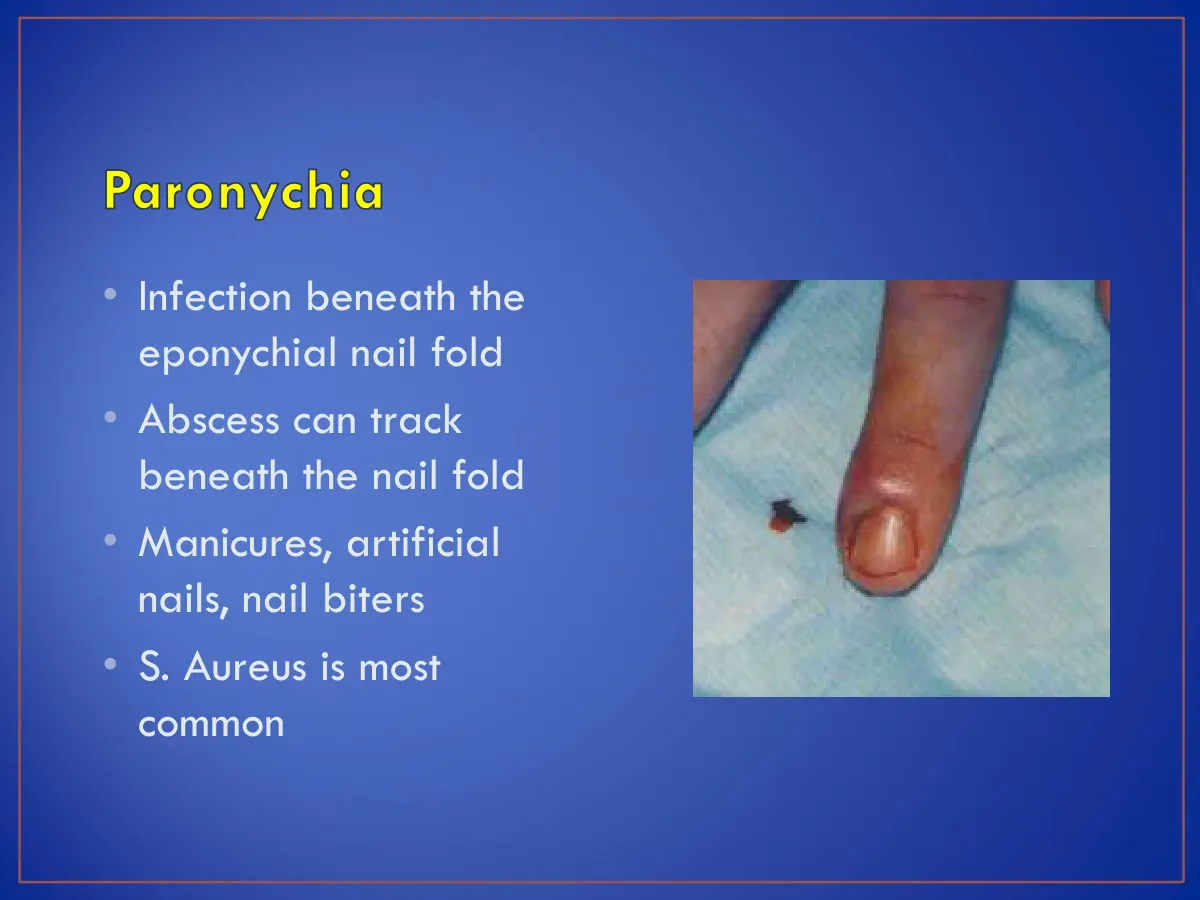 Paronychia
• Infection beneath the
eponychial nail fold
• Abscess can track
beneath the nail fold
• Manicures, artificial
nails, nail biters
• S. Aureus is most
common